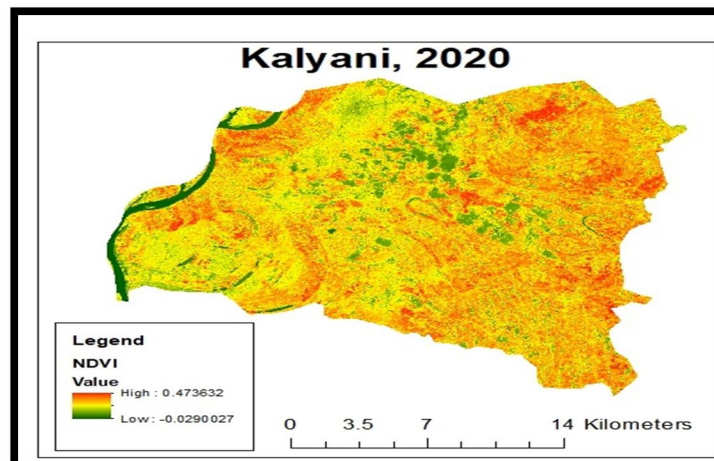 Kalyani, 2020
Legend
NDVI
Value
High : 0.473632
Low : -0.0290027
0 3.5 7 14 Kilometers